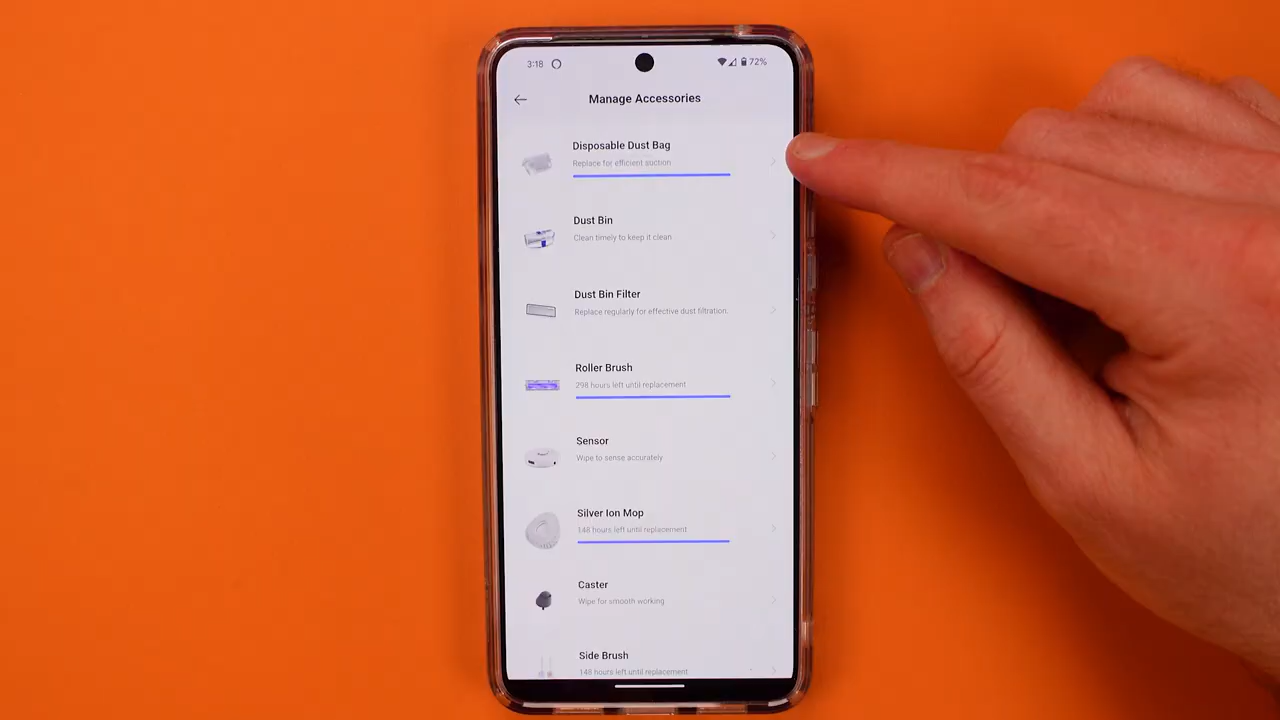 3:18
72%
Manage Accessories
Disposable Dust Bag
Replace for efficient suction
Dust Bin
Clean timely to keep it clean
Dust Bin Filter
Replace regularly for effective dust filtration.
Roller Brush
298 hours left until replacement
Sensor
Wipe to sense accurately
Silver Ion Mop
148 hours left until replacement
Caster
Wipe for smooth working
Side Brush
148 hours left until replacement